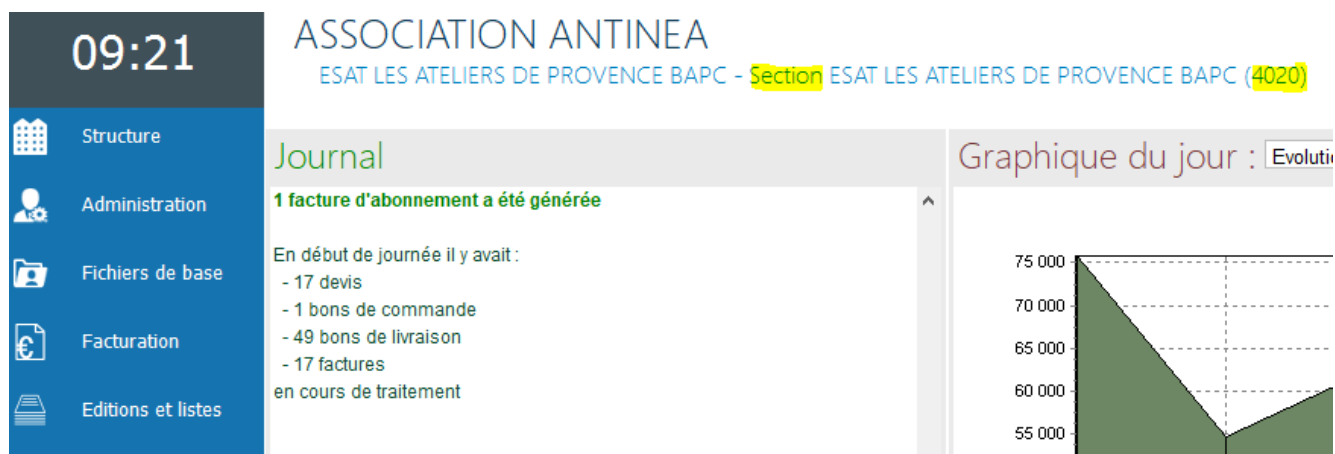 09:21
ASSOCIATION ANTINEA
ESAT LES ATELIERS DE PROVENCE BAPC - Section ESAT LES ATELIERS DE PROVENCE BAPC (4020)
Structure
Administration
Fichiers de base
Facturation
Editions et listes
Journal
1 facture d'abonnement a été générée
En début de journée il y avait :
- 17 devis
- 1 bons de commande
- 49 bons de livraison
- 17 factures
en cours de traitement
Graphique du jour : Evoluti
75 000
70 000
65 000
60 000
55 000